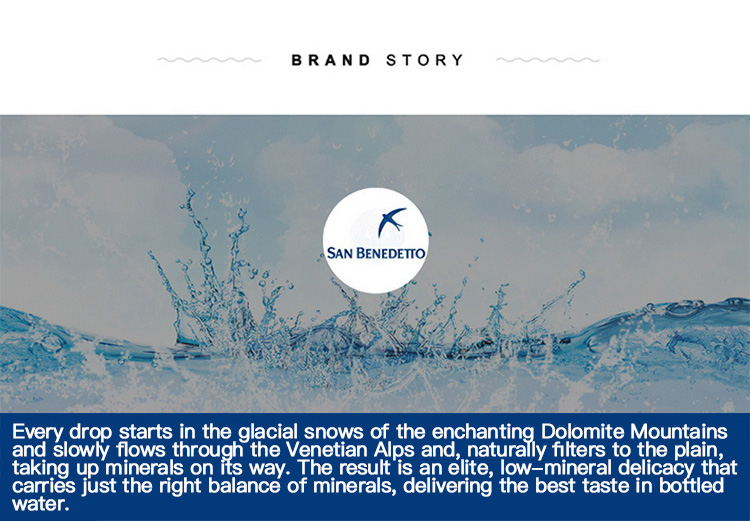 BRAND STORY
SAN BENEDETTO
Every drop starts in the glacial snows of the enchanting Dolomite Mountains
and slowly flows through the Venetian Alps and, naturally filters to the plain,
taking up minerals on its way. The result is an elite, low-mineral delicacy that
carries just the right balance of minerals, delivering the best taste in bottled
water.